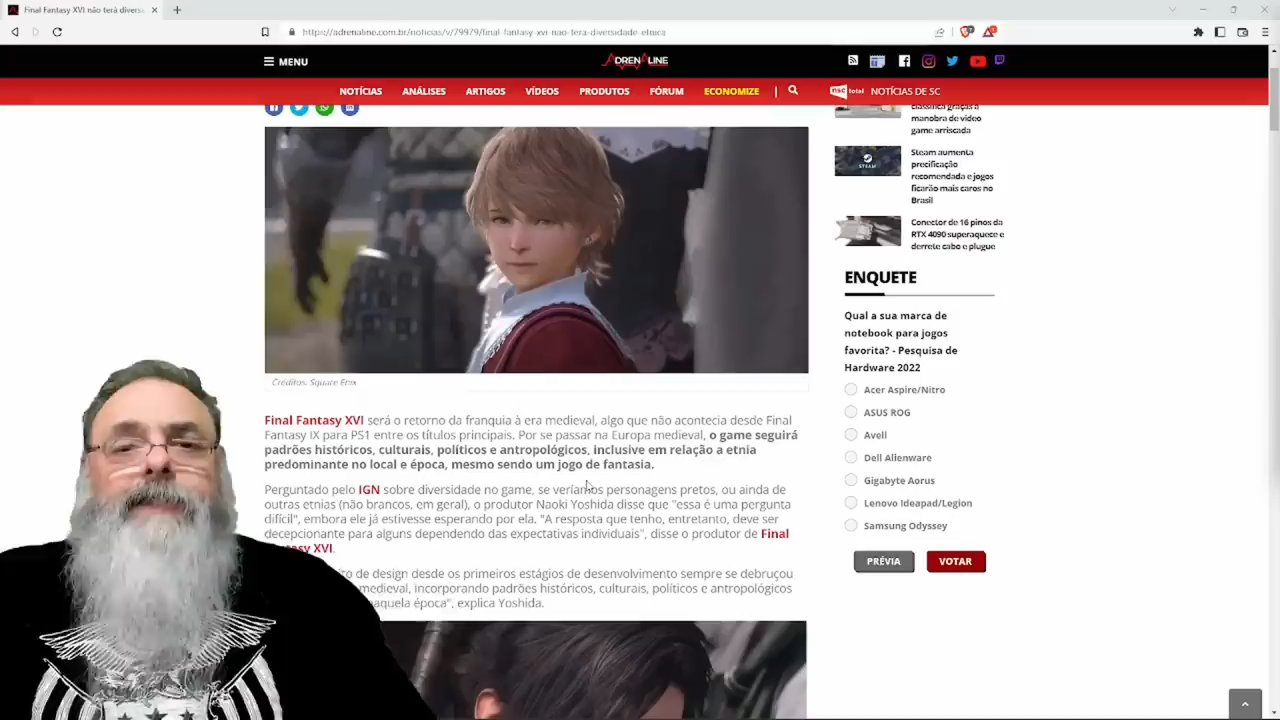 Final Fantasy XVI não terá divers
https://adrenaline.com.br/noticias/v/79979/final-fantasy-xvi-nao-tera-diversidade-etnica
MENU
ADRENALINE
NOTÍCIAS
ANÁLISES
ARTIGOS
VÍDEOS
PRODUTOS
FÓRUM
ECONOMIZE
nsc total
NOTÍCIAS DE SC
classifica graças a
manobra de vídeo
game arriscada
STEAM
Steam aumenta
precificação
recomendada e jogos
ficarão mais caros no
Brasil
Conector de 16 pinos da
RTX 4090 superaquece e
derrete cabo e plugue
Créditos: Square Enix
Final Fantasy XVI será o retorno da franquia à era medieval, algo que não acontecia desde Final
Fantasy IX para PS1 entre os títulos principais. Por se passar na Europa medieval, o game seguirá
padrões históricos, culturais, políticos e antropológicos, inclusive em relação a etnia
predominante no local e época, mesmo sendo um jogo de fantasia.
Perguntado pelo IGN sobre diversidade no game, se veríamos personagens pretos, ou ainda de
outras etnias (não brancos, em geral), o produtor Naoki Yoshida disse que "essa é uma pergunta
difícil", embora ele já estivesse esperando por ela. "A resposta que tenho, entretanto, deve ser
decepcionante para alguns dependendo das expectativas individuais", disse o produtor de Final
XVI.
de design desde os primeiros estágios de desenvolvimento sempre se debruçou
medieval, incorporando padrões históricos, culturais, políticos e antropológicos
naquela época", explica Yoshida.
ENQUETE
Qual a sua marca de
notebook para jogos
favorita? - Pesquisa de
Hardware 2022
Acer Aspire/Nitro
ASUS ROG
Avell
Dell Alienware
Gigabyte Aorus
Lenovo Ideapad/Legion
Samsung Odyssey
PRÉVIA
VOTAR